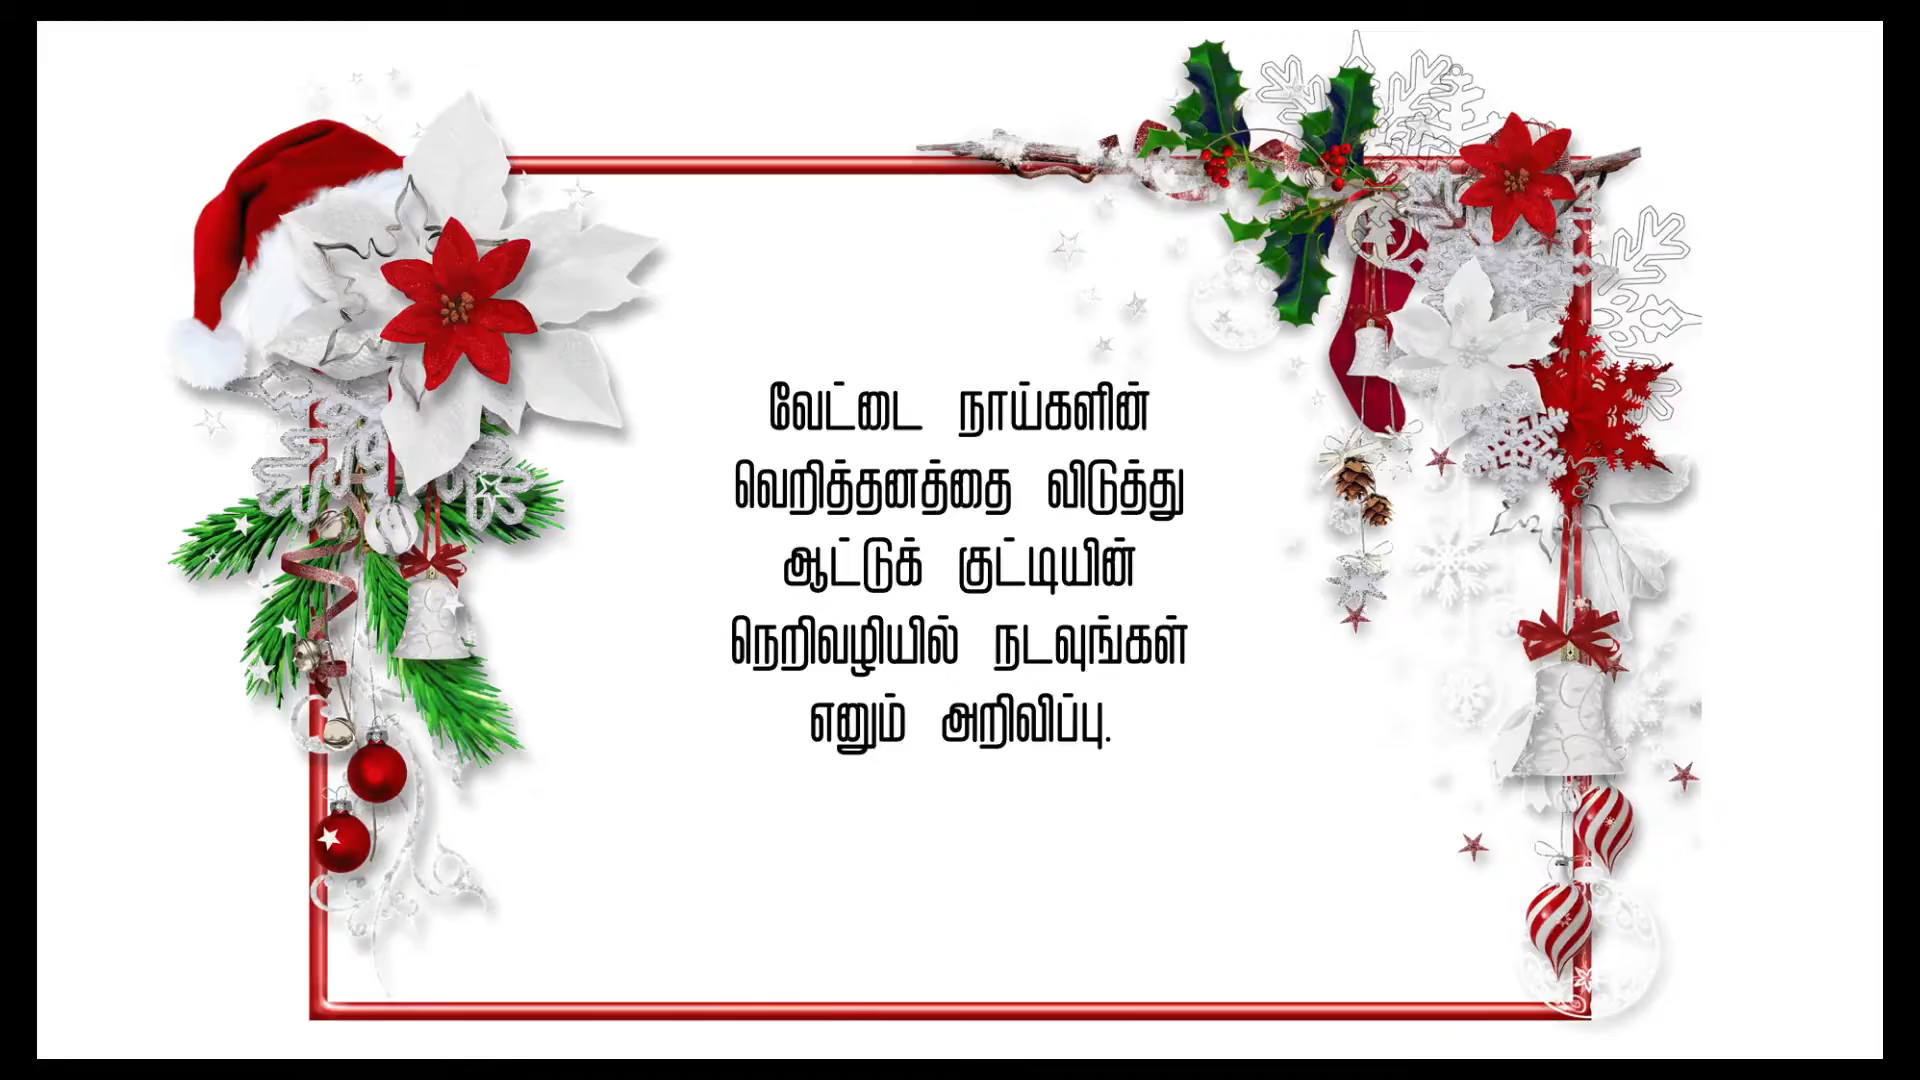 வேட்டை நாய்களின்
வெறித்தனத்தை விடுத்து
ஆட்டுக் குட்டியின்
நெறிவழியில் நடவுங்கள்
எனும் அறிவிப்பு.